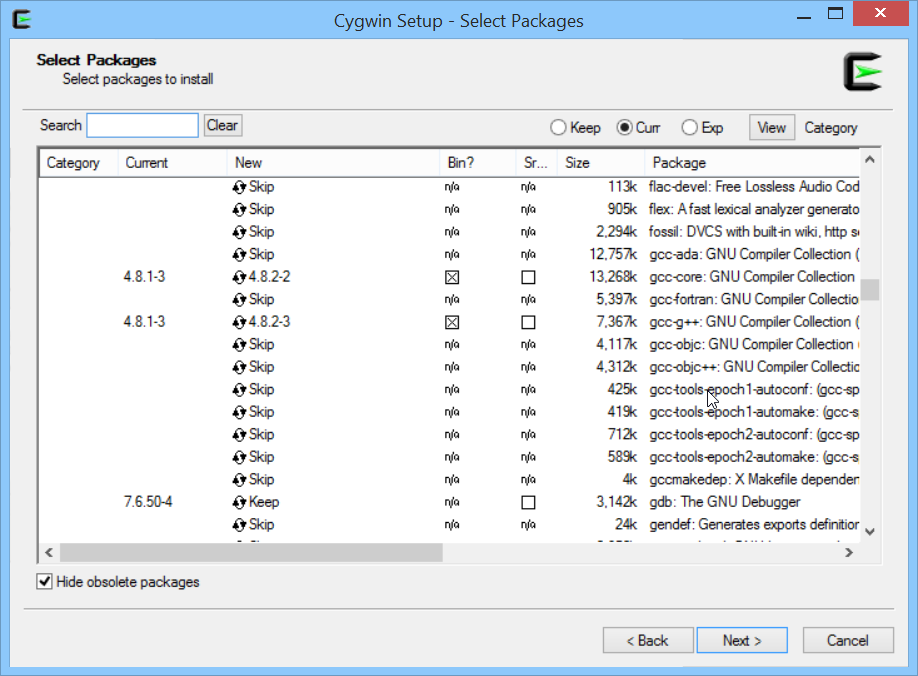 Cygwin Setup - Select Packages
Select Packages
Select packages to install
Search Clear Keep Curr Exp View Category
Category Current New Bin? Sr... Size Package
Skip n/a n/a 113k flac-devel: Free Lossless Audio Cod
Skip n/a n/a 905k flex: A fast lexical analyzer generato
Skip n/a n/a 2,294k fossil: DVCS with built-in wiki, http se
Skip n/a n/a 12,757k gcc-ada: GNU Compiler Collection (
4.8.1-3 4.8.2-2 13,268k gcc-core: GNU Compiler Collection
Skip n/a n/a 5,397k gcc-fortran: GNU Compiler Collectio
4.8.1-3 4.8.2-3 7,367k gcc-g++: GNU Compiler Collection (
Skip n/a n/a 4,117k gcc-objc: GNU Compiler Collection
Skip n/a n/a 4,312k gcc-objc++: GNU Compiler Collectic
Skip n/a n/a 425k gcc-tools-epoch1-autoconf: (gcc-sp
Skip n/a n/a 419k gcc-tools-epoch1-automake: (gcc-s
Skip n/a n/a 712k gcc-tools-epoch2-autoconf: (gcc-sp
Skip n/a n/a 589k gcc-tools-epoch2-automake: (gcc-s
Skip n/a n/a 4k gccmakedep: X Makefile dependen
7.6.50-4 Keep n/a 3,142k gdb: The GNU Debugger
Skip n/a n/a 24k gendef: Generates exports definition
Hide obsolete packages
< Back Next > Cancel